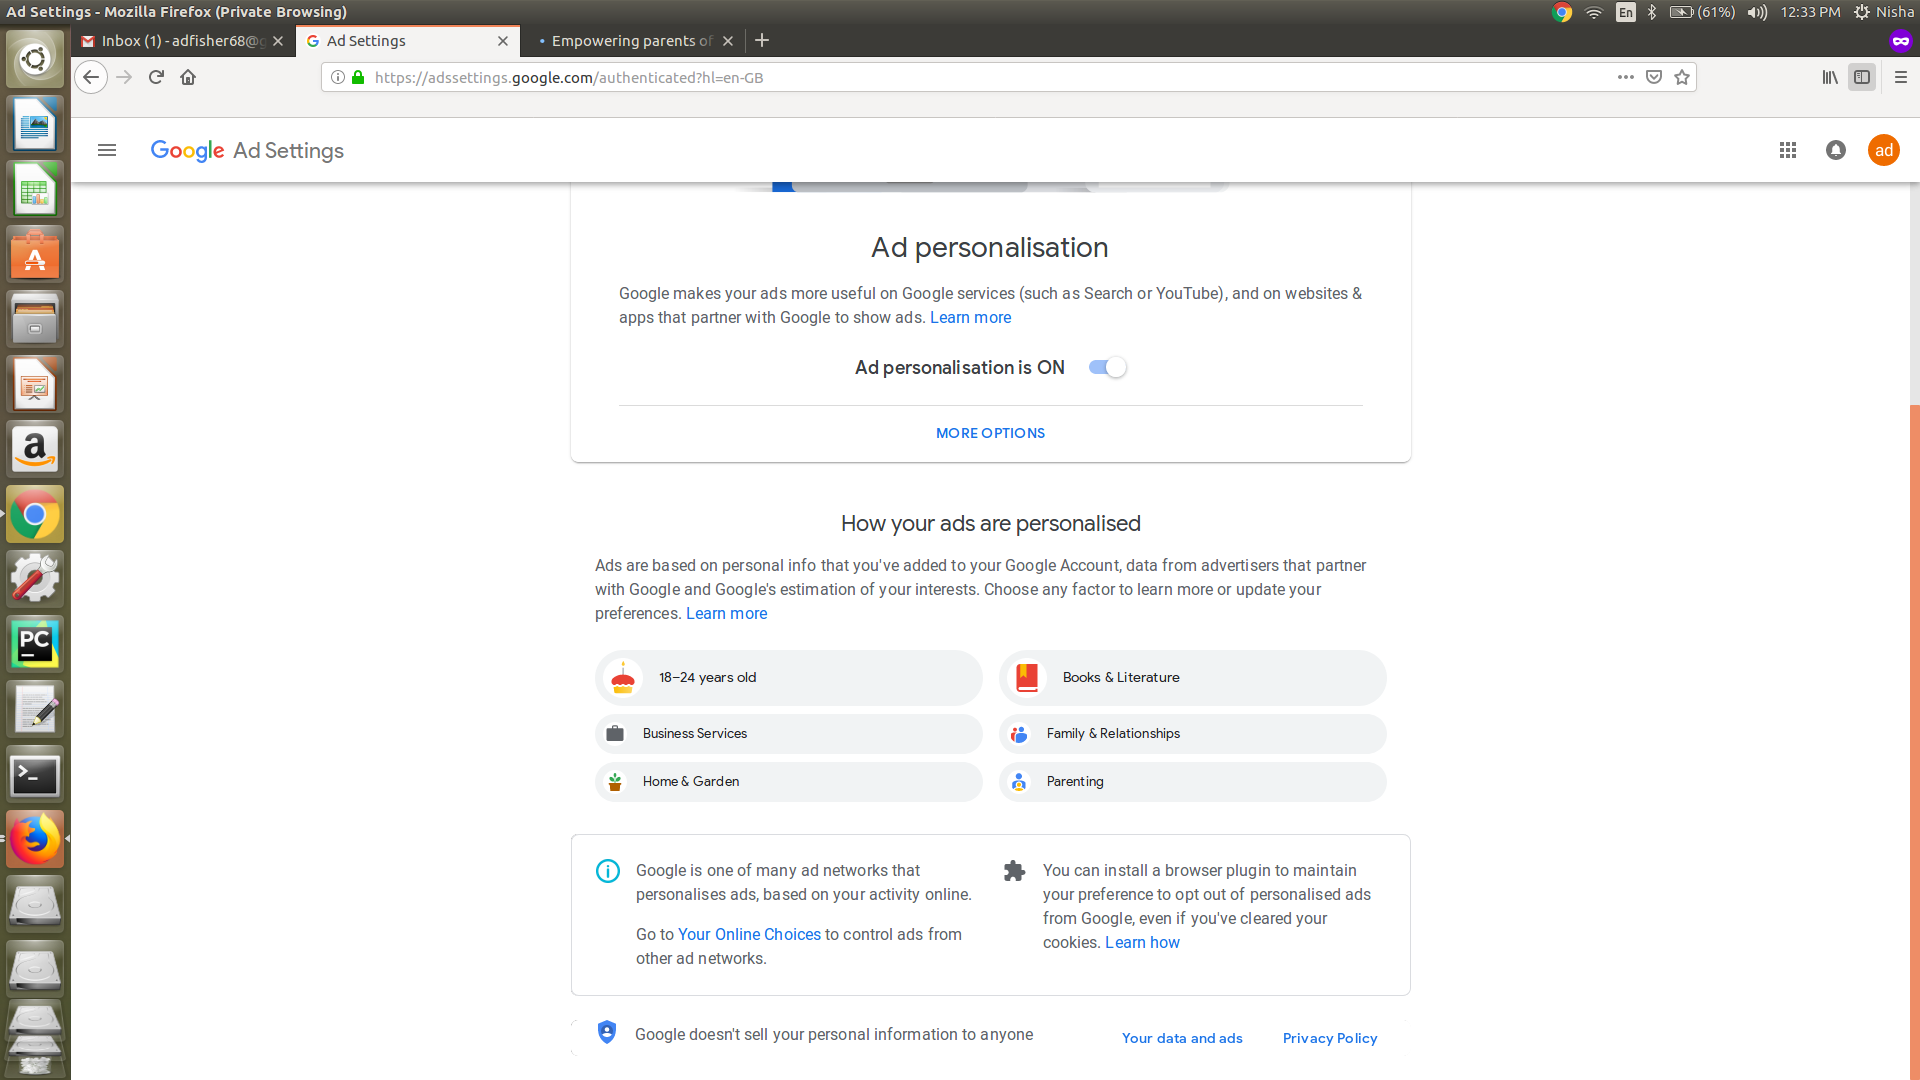 Ad Settings - Mozilla Firefox (Private Browsing)
En
(61%)
12:33 PM
Nisha
Inbox (1) - adfisher68@
Ad Settings
Empowering parents of
https://adssettings.google.com/authenticated?hl=en-GB
Google Ad Settings
ad
Ad personalisation
Google makes your ads more useful on Google services (such as Search or YouTube), and on websites &
apps that partner with Google to show ads. Learn more
Ad personalisation is ON
MORE OPTIONS
How your ads are personalised
Ads are based on personal info that you've added to your Google Account, data from advertisers that partner
with Google and Google's estimation of your interests. Choose any factor to learn more or update your
preferences. Learn more
18–24 years old
Books & Literature
Business Services
Family & Relationships
Home & Garden
Parenting
Google is one of many ad networks that
personalises ads, based on your activity online.
Go to Your Online Choices to control ads from
other ad networks.
You can install a browser plugin to maintain
your preference to opt out of personalised ads
from Google, even if you've cleared your
cookies. Learn how
Google doesn't sell your personal information to anyone
Your data and ads
Privacy Policy
PC